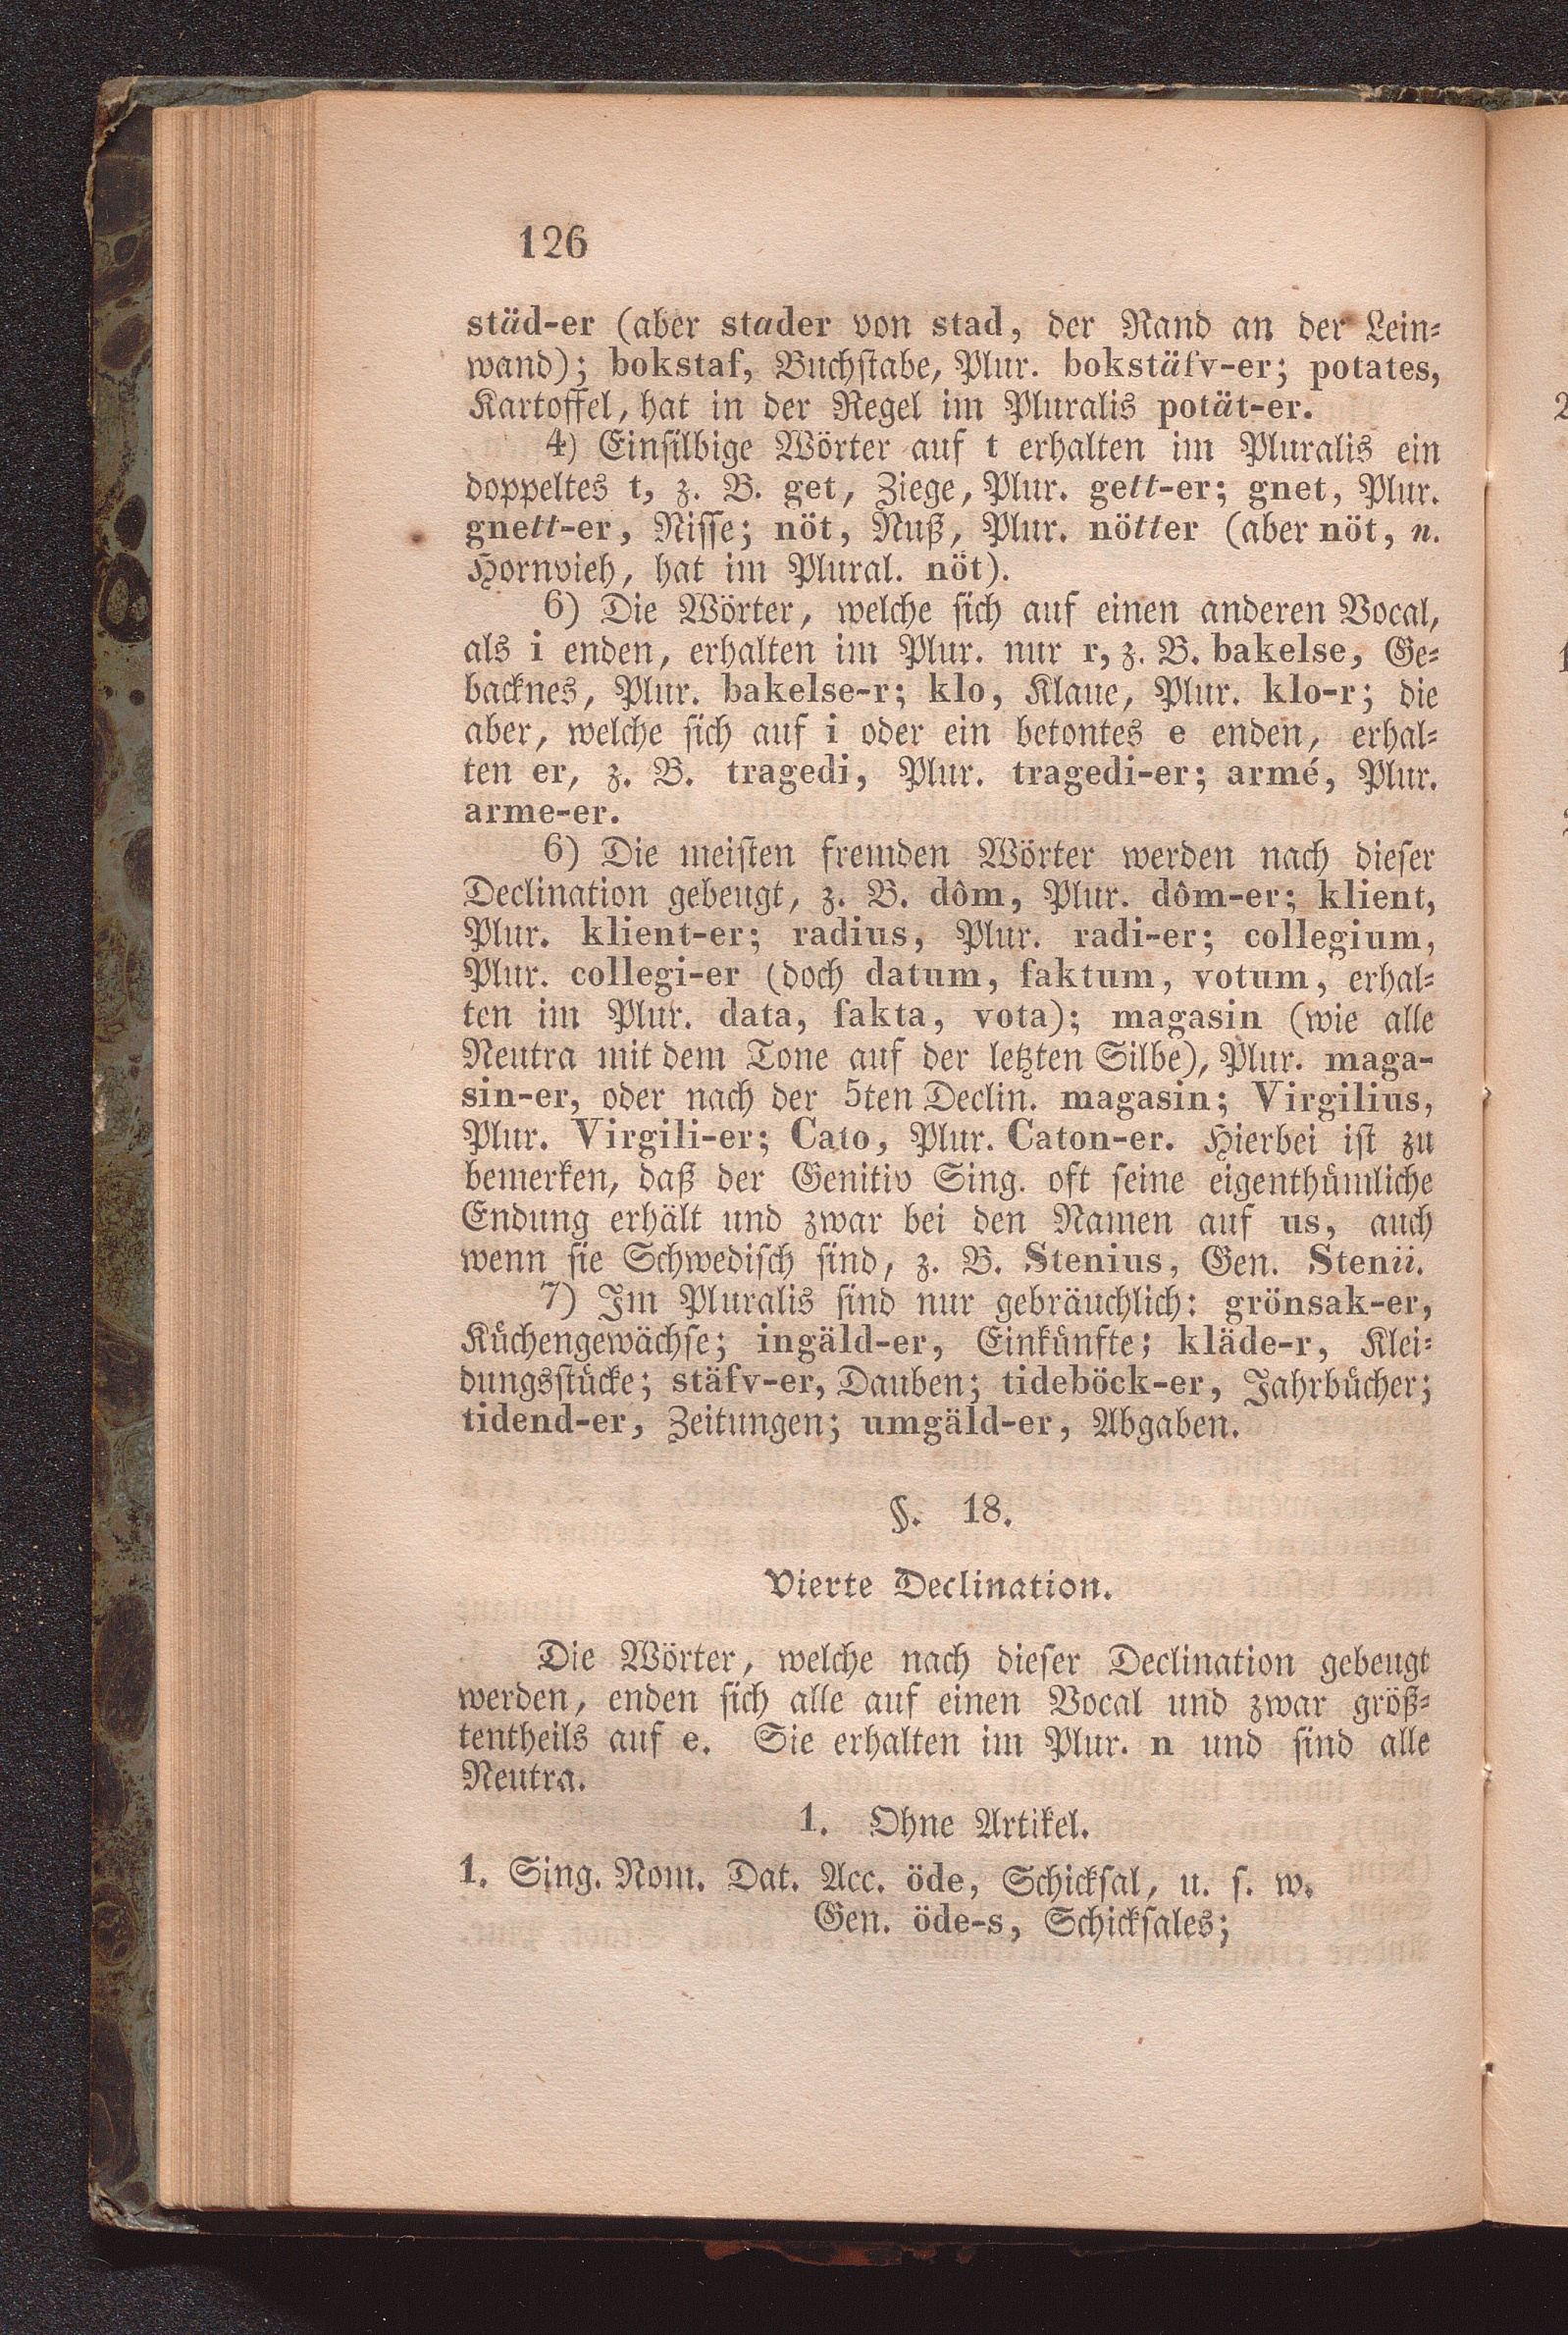 126
städ-er (aber stader von stad, der Rand an der Lein-
wand); bokstaf, Buchstabe, Plur. bokstäfv-er; potates,
Kartoffel, hat in der Regel im Pluralis potät-er.
4) Einsilbige Wörter auf t erhalten im Pluralis ein
doppeltes t, z. B. get, Ziege, Plur. gett-er; gnet, Plur.
gnett-er, Nisse; nöt, Nuß, Plur. nötter (aber nöt, n.
Hornvieh, hat im Plural. nöt).
6) Die Wörter, welche sich auf einen anderen Vocal,
als i enden, erhalten im Plur. nur r, z. B. bakelse, Ge-
backnes, Plur. bakelse-r; klo, Klaue, Plur. klo-r; die
aber, welche sich auf i oder ein betontes e enden, erhal-
ten er, z. B. tragedi, Plur. tragedi-er; armé, Plur.
arme-er.
6) Die meisten fremden Wörter werden nach dieser
Declination gebeugt, z. B. dôm, Plur. dôm-er; klient,
Plur. klient-er; radius, Plur. radi-er; collegium,
Plur. collegi-er (doch datum, faktum, votum, erhal-
ten im Plur. data, fakta, vota); magasin (wie alle
Neutra mit dem Tone auf der letzten Silbe), Plur. maga-
sin-er, oder nach der 5ten Declin. magasin; Virgilius,
Plur. Virgili-er; Cato, Plur. Caton-er. Hierbei ist zu
bemerken, daß der Genitiv Sing. oft seine eigenthümliche
Endung erhält und zwar bei den Namen auf us, auch
wenn sie Schwedisch sind, z. B. Stenius, Gen. Stenii.
7) Im Pluralis sind nur gebräuchlich: grönsak-er,
Küchengewächse; ingäld-er, Einkünfte; kläde-r, Klei-
dungsstücke; stäfv-er, Dauben; tideböck-er, Jahrbücher;
tidend-er, Zeitungen; umgäld-er, Abgaben.
§. 18.
Vierte Declination.
Die Wörter, welche nach dieser Declination gebeugt
werden, enden sich alle auf einen Vocal und zwar größ-
tentheils auf e. Sie erhalten im Plur. n und sind alle
Neutra.
1. Ohne Artikel.
1. Sing. Nom. Dat. Acc. öde, Schicksal, u. s. w.
Gen. öde-s, Schicksales;